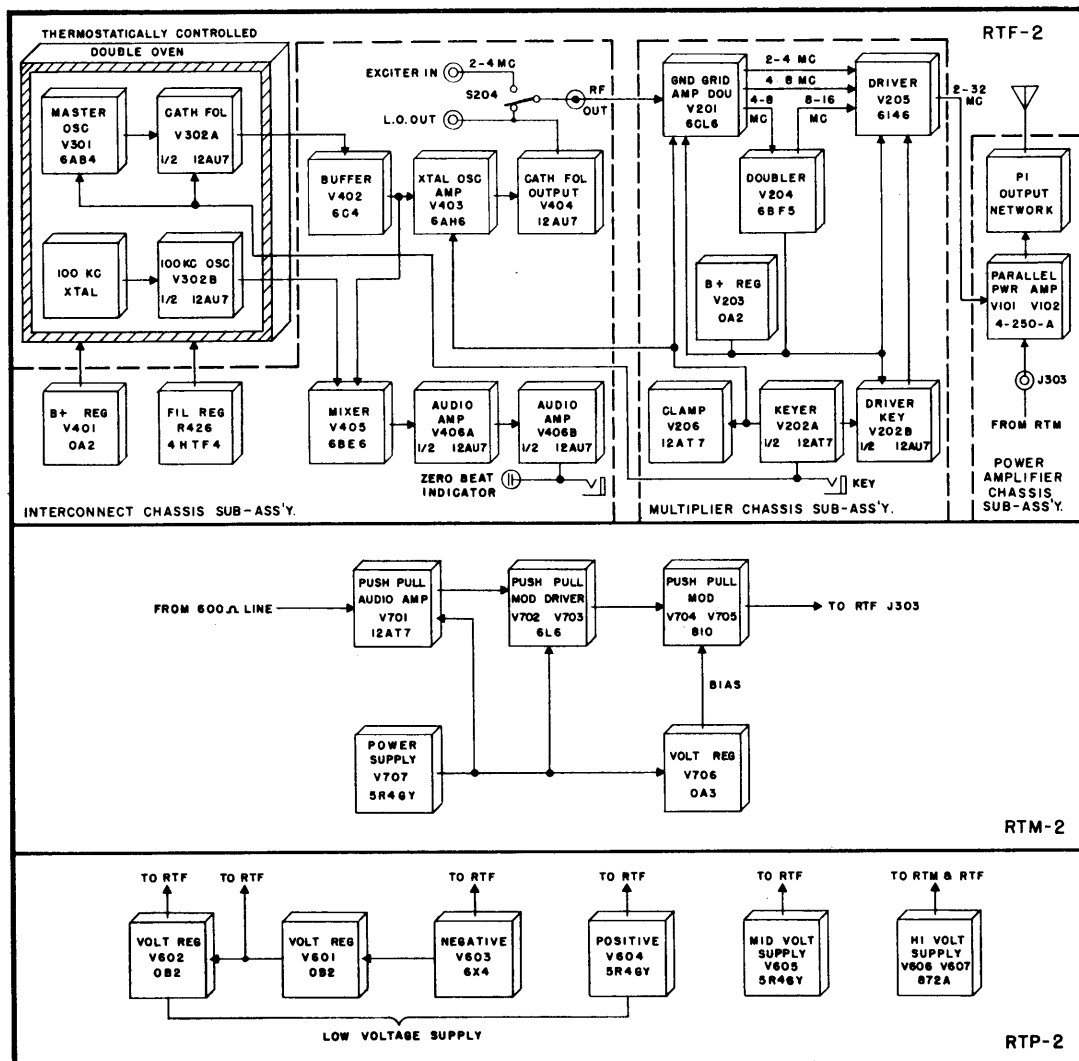 RTF-2
THERMOSTATICALLY CONTROLLED
DOUBLE OVEN
MASTER
OSC
V301
6AB4
CATH FOL
V302A
1/2 12AU7
100 KC
XTAL
100KC OSC
V302B
1/2 12AU7
B+ REG
V401
OA2
FIL REG
R426
4HTF4
EXCITER IN
2-4 MC
S204
L.O. OUT
RF
OUT
BUFFER
V402
6C4
XTAL OSC
AMP
V403
6AH6
CATH FOL
OUTPUT
V404
12AU7
MIXER
V405
6BE6
AUDIO
AMP
V406A
1/2 12AU7
AUDIO
AMP
V406B
1/2 12AU7
ZERO BEAT
INDICATOR
INTERCONNECT CHASSIS SUB-ASS'Y.
GND GRID
AMP DOU
V201
6CL6
2-4 MC
4-8 MC
4-8
MC
8-16
MC
DRIVER
V205
6146
2-32
MC
DOUBLER
V204
6BF5
B+ REG
V203
OA2
CLAMP
V206
12AT7
KEYER
V202A
1/2 12AT7
DRIVER
KEY
V202B
1/2 12AU7
KEY
MULTIPLIER CHASSIS SUB-ASS'Y.
PI
OUTPUT
NETWORK
PARALLEL
PWR AMP
V101 V102
4-250-A
J303
FROM RTM
POWER
AMPLIFIER
CHASSIS
SUB-ASS'Y.
FROM 600Ω LINE
PUSH PULL
AUDIO AMP
V701
12AT7
PUSH PULL
MOD DRIVER
V702 V703
6L6
PUSH PULL
MOD
V704 V705
810
TO RTF J303
BIAS
POWER
SUPPLY
V707
5R4GY
VOLT REG
V706
OA3
RTM-2
TO RTF
TO RTF
TO RTF
TO RTF
TO RTF
TO RTM & RTF
VOLT REG
V602
OB2
VOLT REG
V601
OB2
NEGATIVE
V603
6X4
POSITIVE
V604
5R4GY
MID VOLT
SUPPLY
V605
5R4GY
HI VOLT
SUPPLY
V606 V607
872A
LOW VOLTAGE SUPPLY
RTP-2